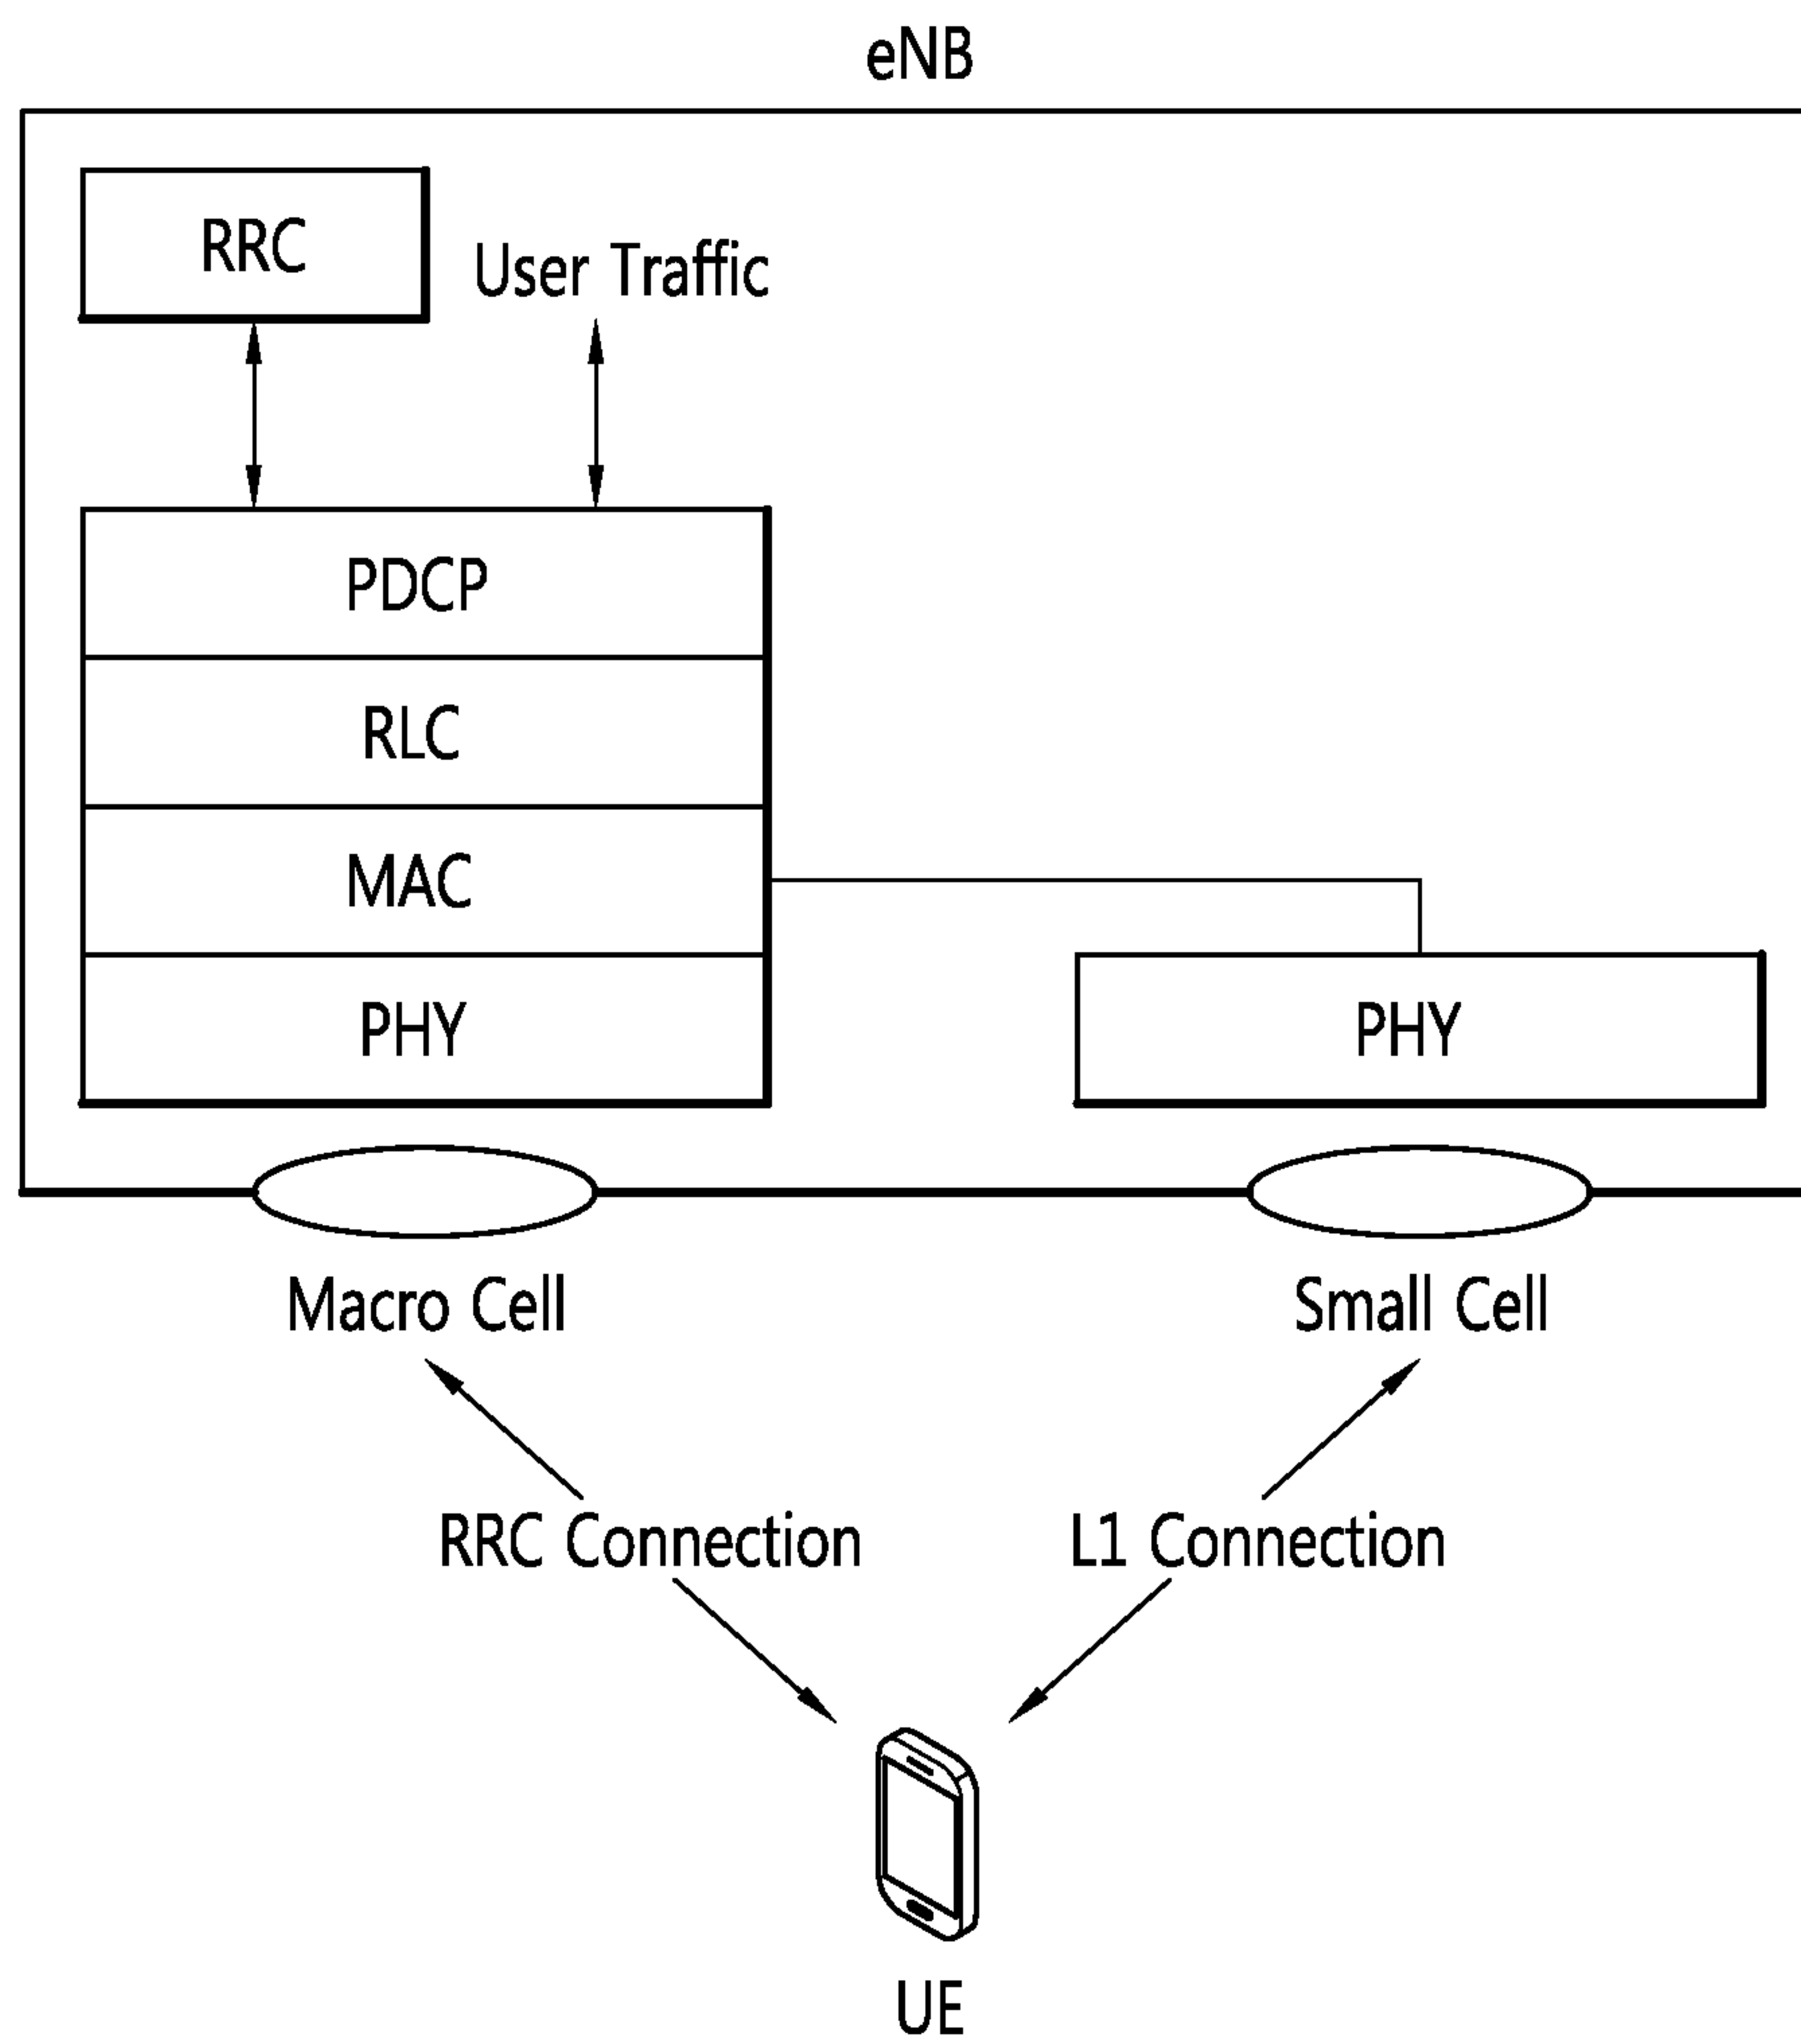 eNB
RRC
User Traffic
PDCP
RLC
MAC
PHY
PHY
Macro Cell
Small Cell
RRC Connection
L1 Connection
UE